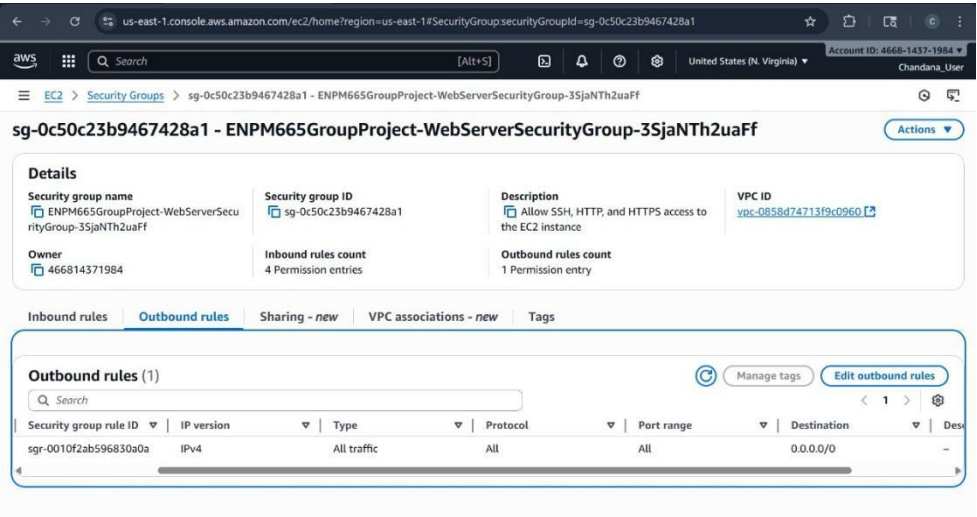 us-east-1.console.aws.amazon.com/ec2/home?region=us-east-1#SecurityGroup:securityGroupId=sg-0c50c23b9467428a1
C
aws
Search
[Alt+S]
United States (N. Virginia)
Account ID: 4668-1437-1984
Chandana_User
EC2 > Security Groups > sg-0c50c23b9467428a1 - ENPM665GroupProject-WebServerSecurityGroup-3SjaNTh2uaFf
sg-0c50c23b9467428a1 - ENPM665GroupProject-WebServerSecurityGroup-3SjaNTh2uaFf
Actions
Details
Security group name
ENPM665GroupProject-WebServerSecu
rityGroup-3SjaNTh2uaFf
Security group ID
sg-0c50c23b9467428a1
Description
Allow SSH, HTTP, and HTTPS access to
the EC2 instance
VPC ID
vpc-0858d74713f9c0960
Owner
466814371984
Inbound rules count
4 Permission entries
Outbound rules count
1 Permission entry
Inbound rules
Outbound rules
Sharing - new
VPC associations - new
Tags
Outbound rules (1)
Manage tags
Edit outbound rules
Search
< 1 >
Security group rule ID
IP version
Type
Protocol
Port range
Destination
Desc
sgr-0010f2ab596830a0a
IPv4
All traffic
All
All
0.0.0.0/0
–